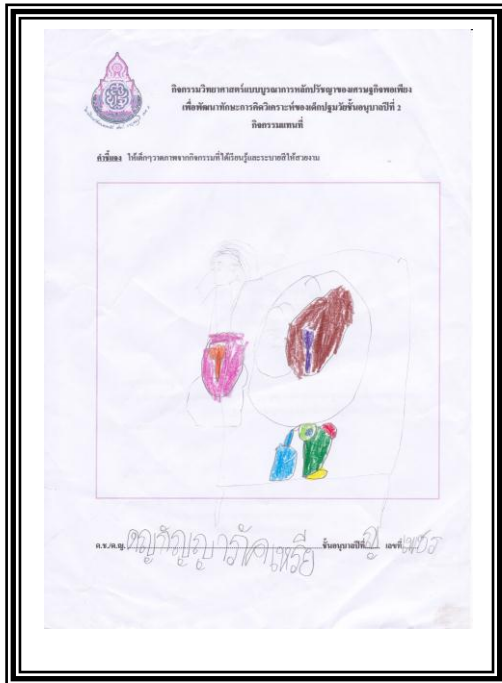 กิจกรรมวิทยาศาสตร์แบบบูรณาการหลักปรัชญาของเศรษฐกิจพอเพียง
เพื่อพัฒนาทักษะการคิดวิเคราะห์ของเด็กปฐมวัยชั้นอนุบาลปีที่ 2
กิจกรรมแทนที่
คำชี้แจง ให้เด็กๆวาดภาพจากกิจกรรมที่ได้เรียนรู้และระบายสีให้สวยงาม
ด.ช./ด.ญ. ชั้นอนุบาลปีที่ เลขที่